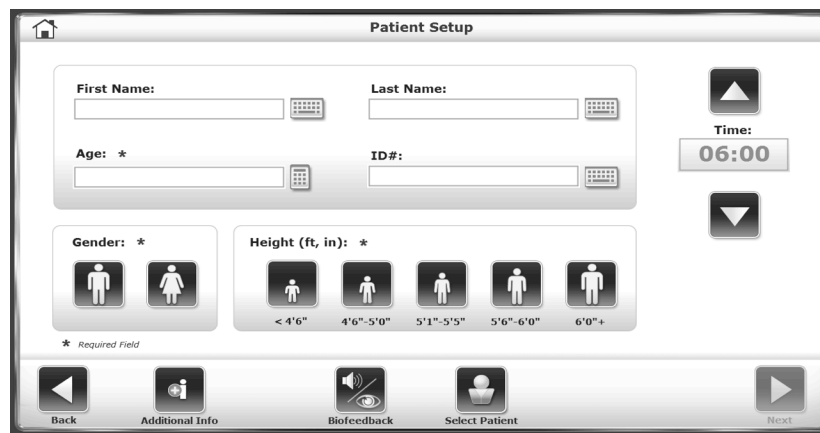 Patient Setup
First Name:
Last Name:
Age: *
ID#:
Time:
06:00
Gender: *
Height (ft, in): *
< 4'6"
4'6"-5'0"
5'1"-5'5"
5'6"-6'0"
6'0"+
* Required Field
Back
Additional Info
Biofeedback
Select Patient
Next